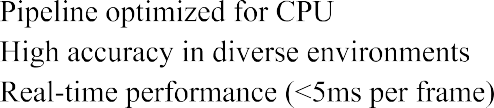 Pipeline optimized for CPU
High accuracy in diverse environments
Real-time performance (<5ms per frame)